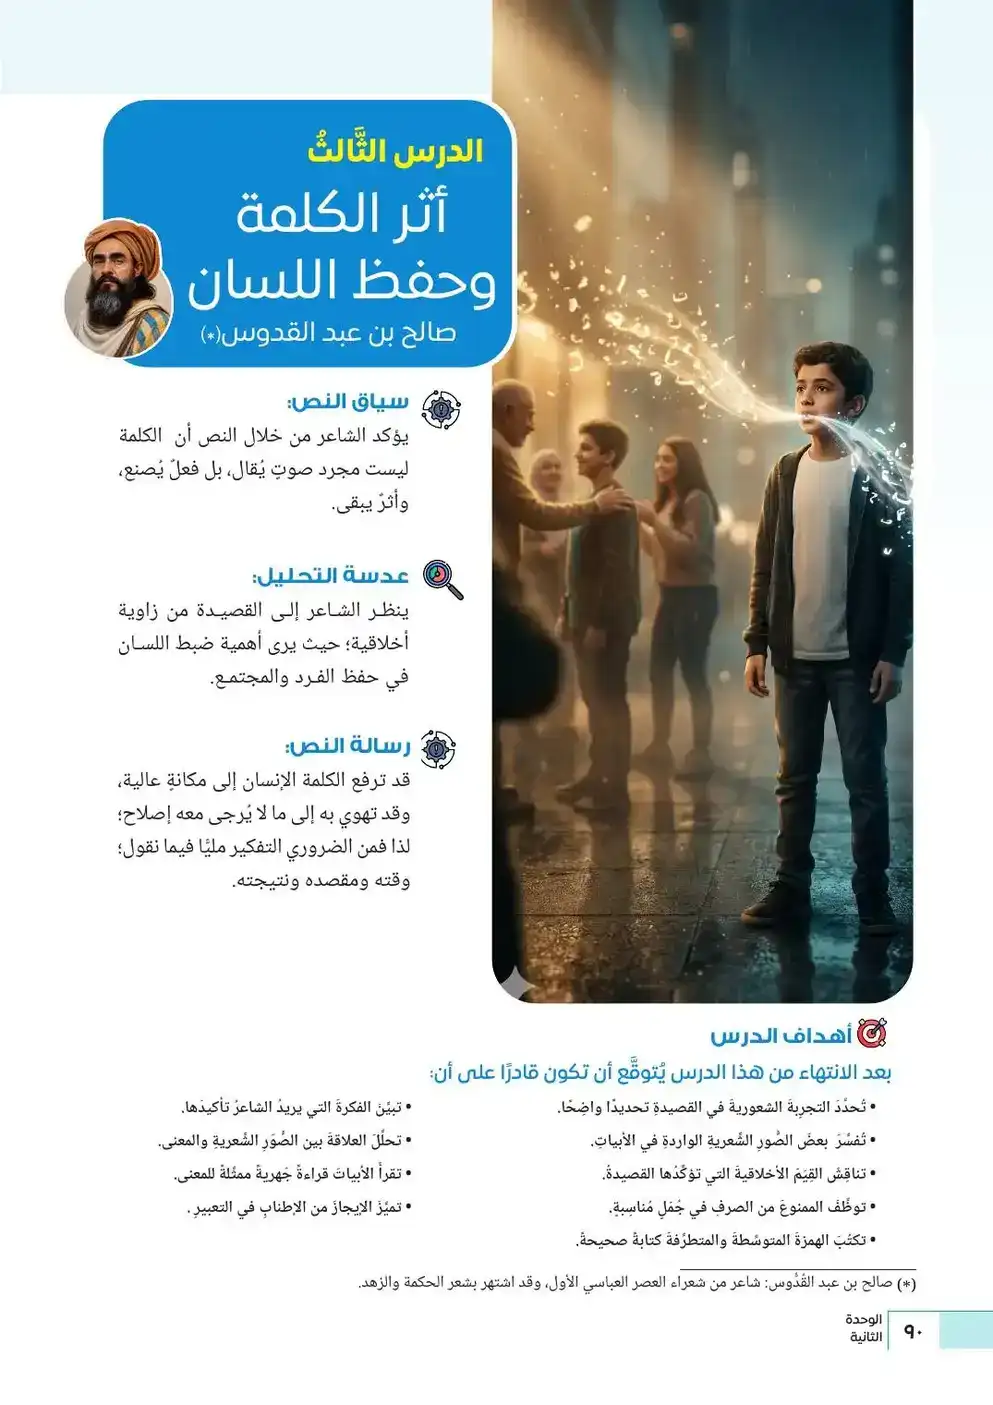 الدرس الثَّالثُ
أثر الكلمة
وحفظ اللسان
صالح بن عبد القدوس(*)
سياق النص:
يؤكد الشاعر من خلال النص أن الكلمة
ليست مجرد صوتٍ يُقال، بل فعلٌ يُصنع،
وأثرٌ يبقى.
عدسة التحليل:
ينظر الشاعر إلى القصيدة من زاوية
أخلاقية؛ حيث يرى أهمية ضبط اللسان
في حفظ الفرد والمجتمع.
رسالة النص:
قد ترفع الكلمة الإنسان إلى مكانةٍ عالية،
وقد تهوي به إلى ما لا يُرجى معه إصلاح؛
لذا فمن الضروري التفكير مليًّا فيما نقول؛
وقته ومقصده ونتيجته.
أهداف الدرس
بعد الانتهاء من هذا الدرس يُتوقَّع أن تكون قادرًا على أن:
• تُحدِّدَ التجرِبةَ الشعوريةَ في القصيدةِ تحديدًا واضِحًا.
• تُفسِّرَ بعضَ الصُّورِ الشَّعريةِ الواردةِ في الأبياتِ.
• تناقِشَ القِيَمَ الأخلاقيةَ التي تؤكِّدُها القصيدةُ.
• توظِّفَ الممنوعَ من الصرفِ في جُمَلٍ مُناسِبةٍ.
• تكتُبَ الهمزةَ المتوسِّطةَ والمتطرِّفةَ كتابةً صحيحةً.
• تبيِّنَ الفكرةَ التي يريدُ الشاعرُ تأكيدَها.
• تحلِّلَ العلاقةَ بين الصُّوَرِ الشَّعريةِ والمعنى.
• تقرأَ الأبياتَ قراءةً جَهريةً ممثِّلةً للمعنى.
• تميِّزَ الإيجازَ من الإطنابِ في التعبيرِ .
(*) صالح بن عبد القُدُّوس: شاعر من شعراء العصر العباسي الأول، وقد اشتهر بشعر الحكمة والزهد.
الوحدة
الثانية
٩٠